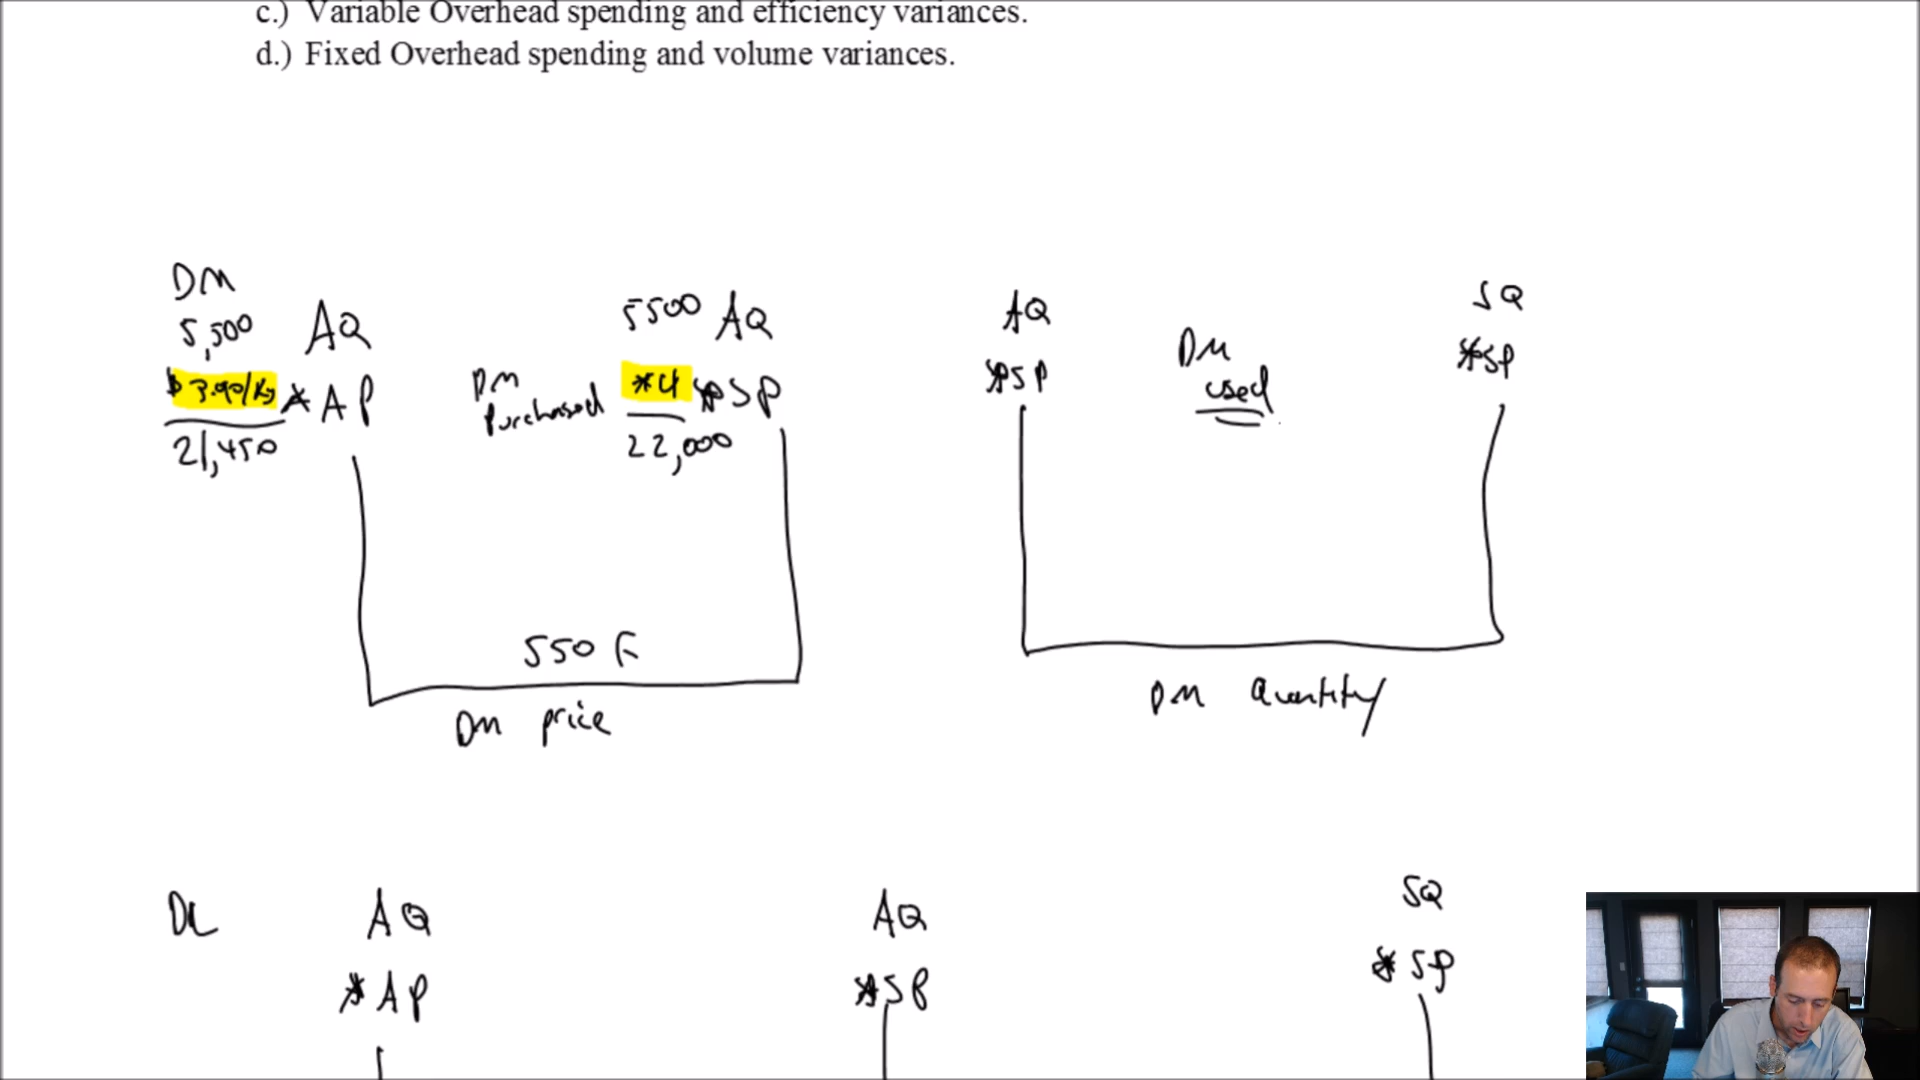 c.) Variable Overhead spending and efficiency variances.
d.) Fixed Overhead spending and volume variances.
DM
5,500 AQ
$3.90/Kg *AP
21,450
DM
Purchased
5500 AQ
*4 *SP
22,000
550 F
DM price
AQ
*SP
DM
used
SQ
*SP
DM Quantity
DL
AQ
*AP
AQ
*SP
SQ
*SP